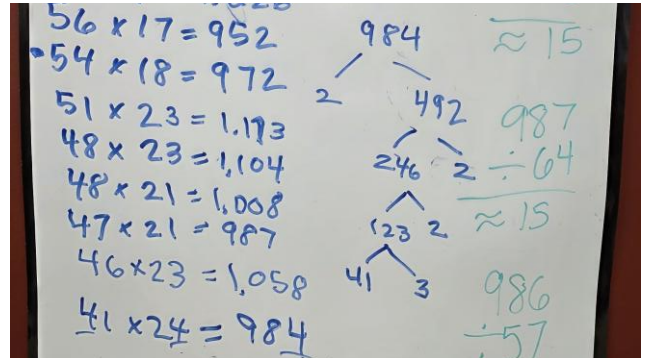 56 x 17 = 952
54 x 18 = 972
51 x 23 = 1.173
48 x 23 = 1,104
48 x 21 = 1,008
47 x 21 = 987
46 x 23 = 1,058
41 x 24 = 984
984
2 492
246 2
123 2
41 3
≈ 15
987
÷ 64
≈ 15
986
÷ 57